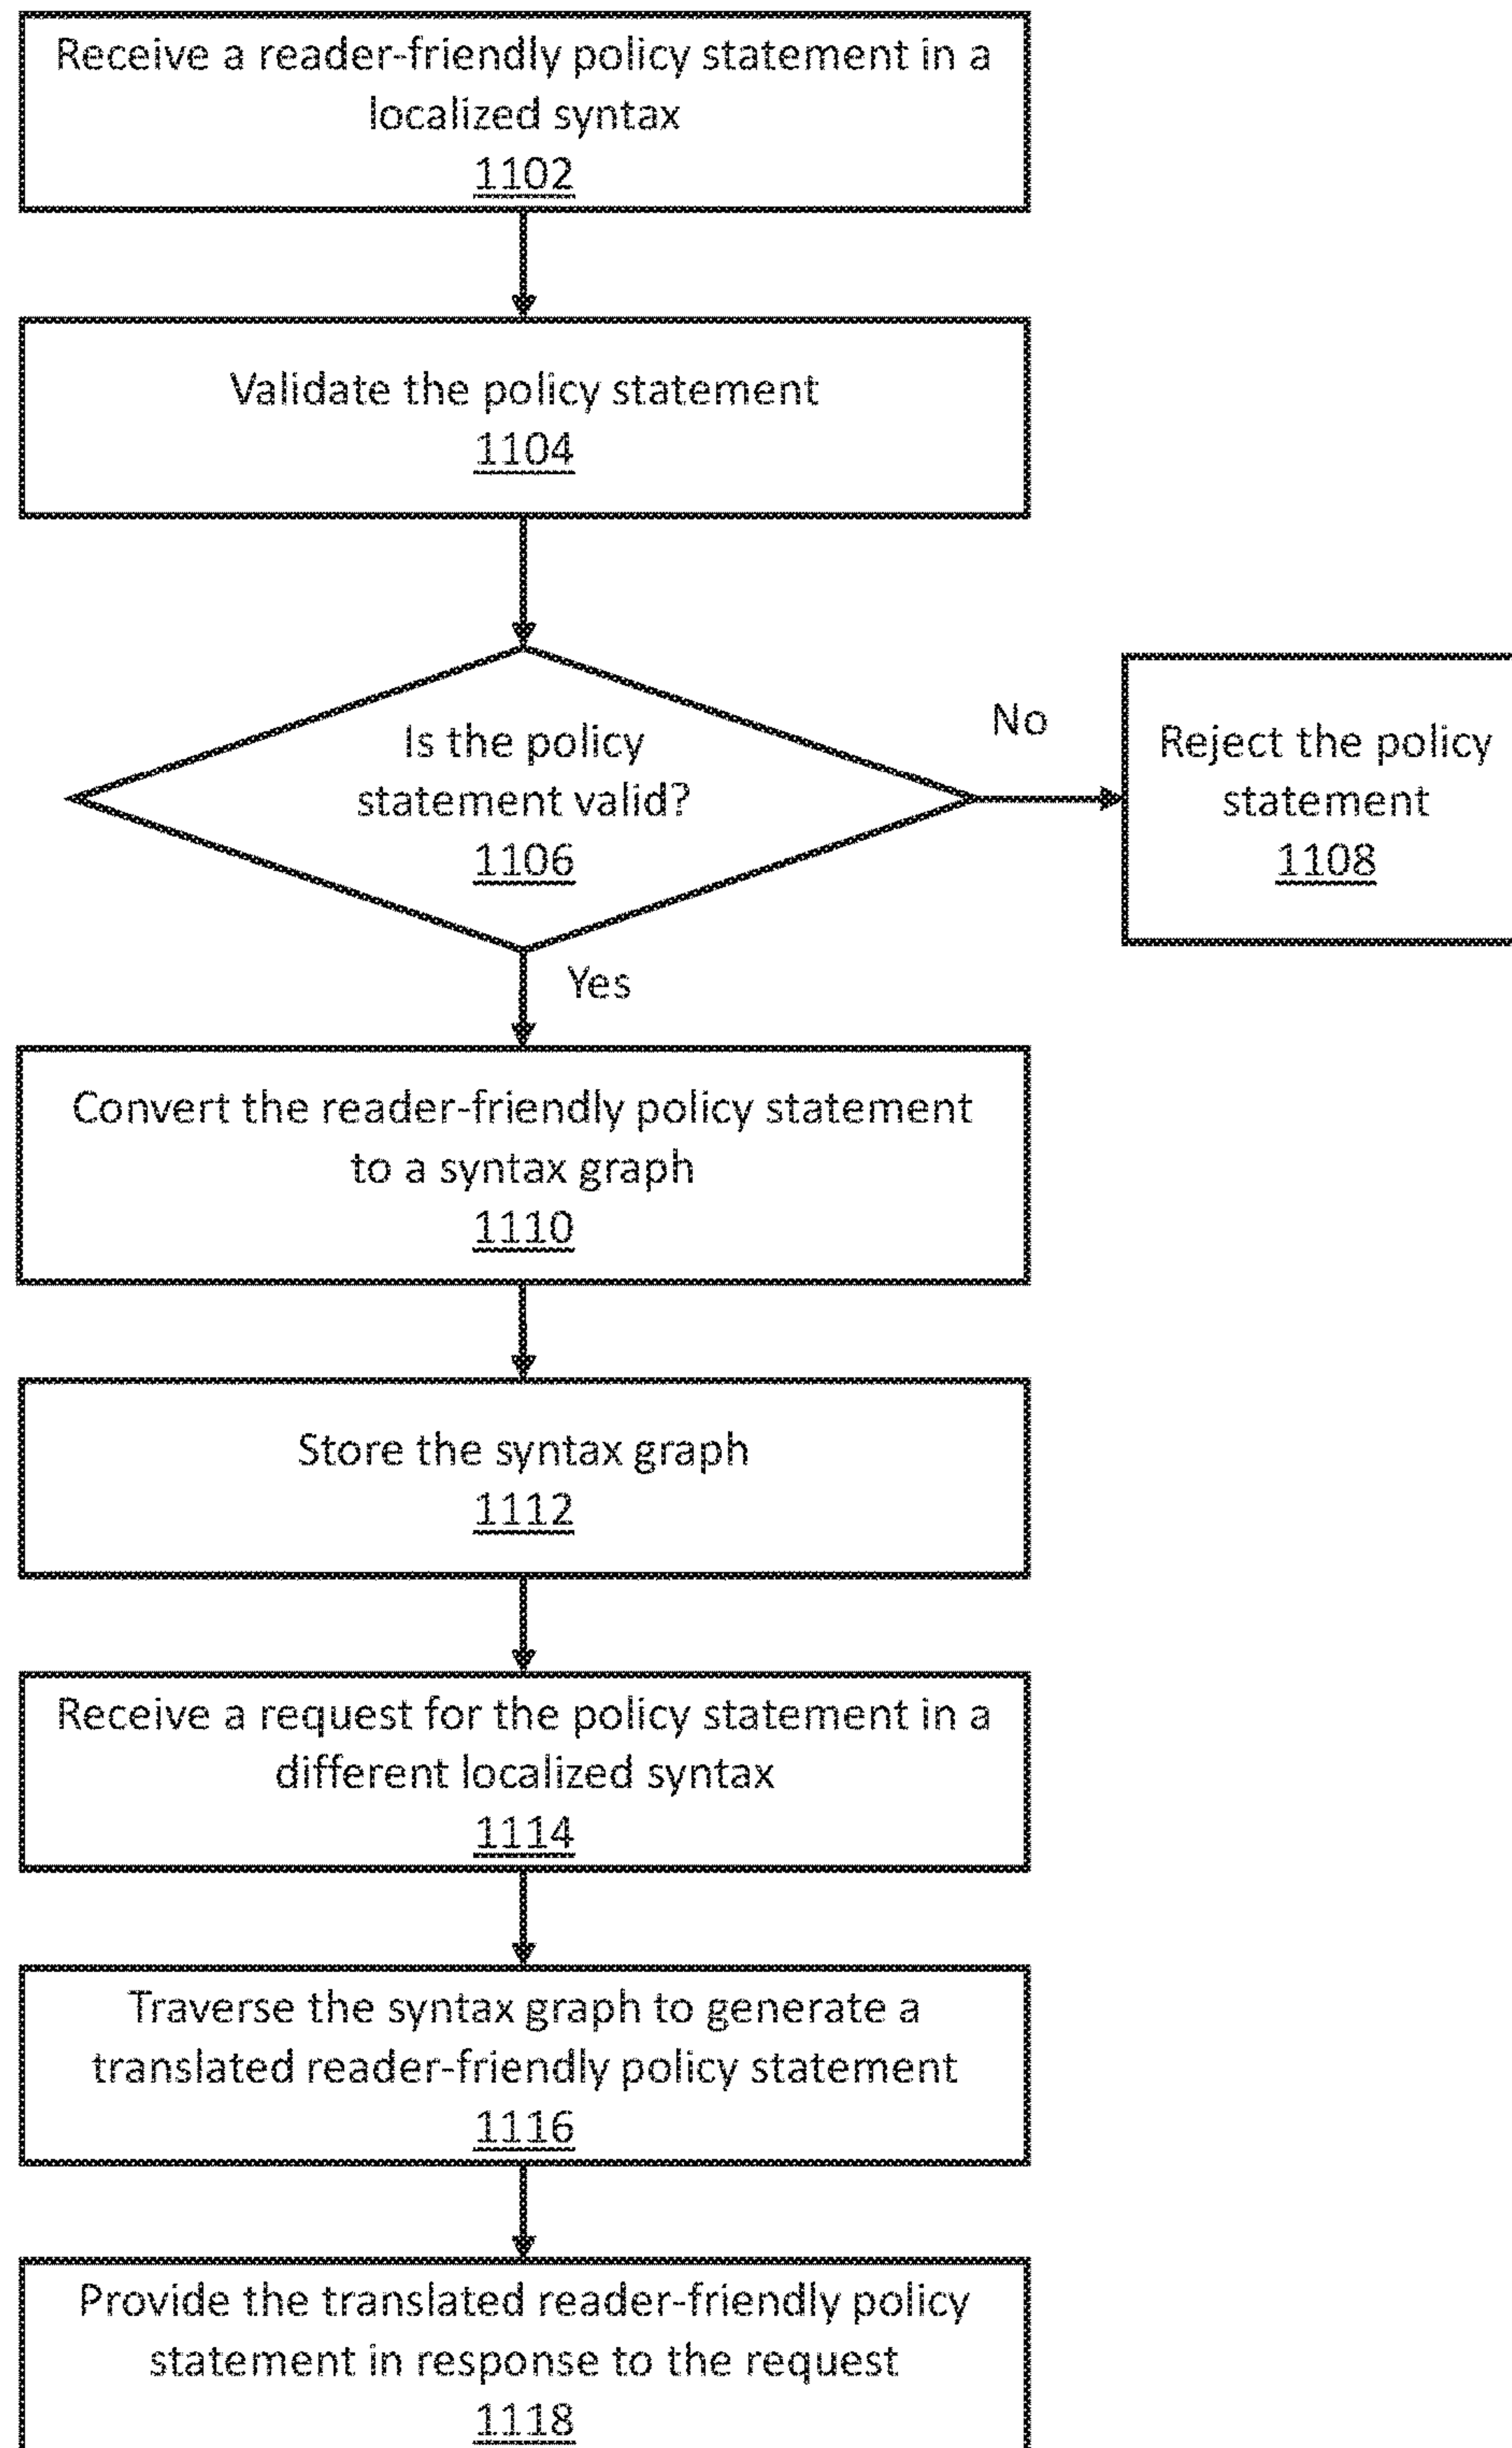 Receive a reader-friendly policy statement in a
localized syntax
1102
Validate the policy statement
1104
Is the policy
statement valid?
1106
No
Reject the policy
statement
1108
Yes
Convert the reader-friendly policy statement
to a syntax graph
1110
Store the syntax graph
1112
Receive a request for the policy statement in a
different localized syntax
1114
Traverse the syntax graph to generate a
translated reader-friendly policy statement
1116
Provide the translated reader-friendly policy
statement in response to the request
1118